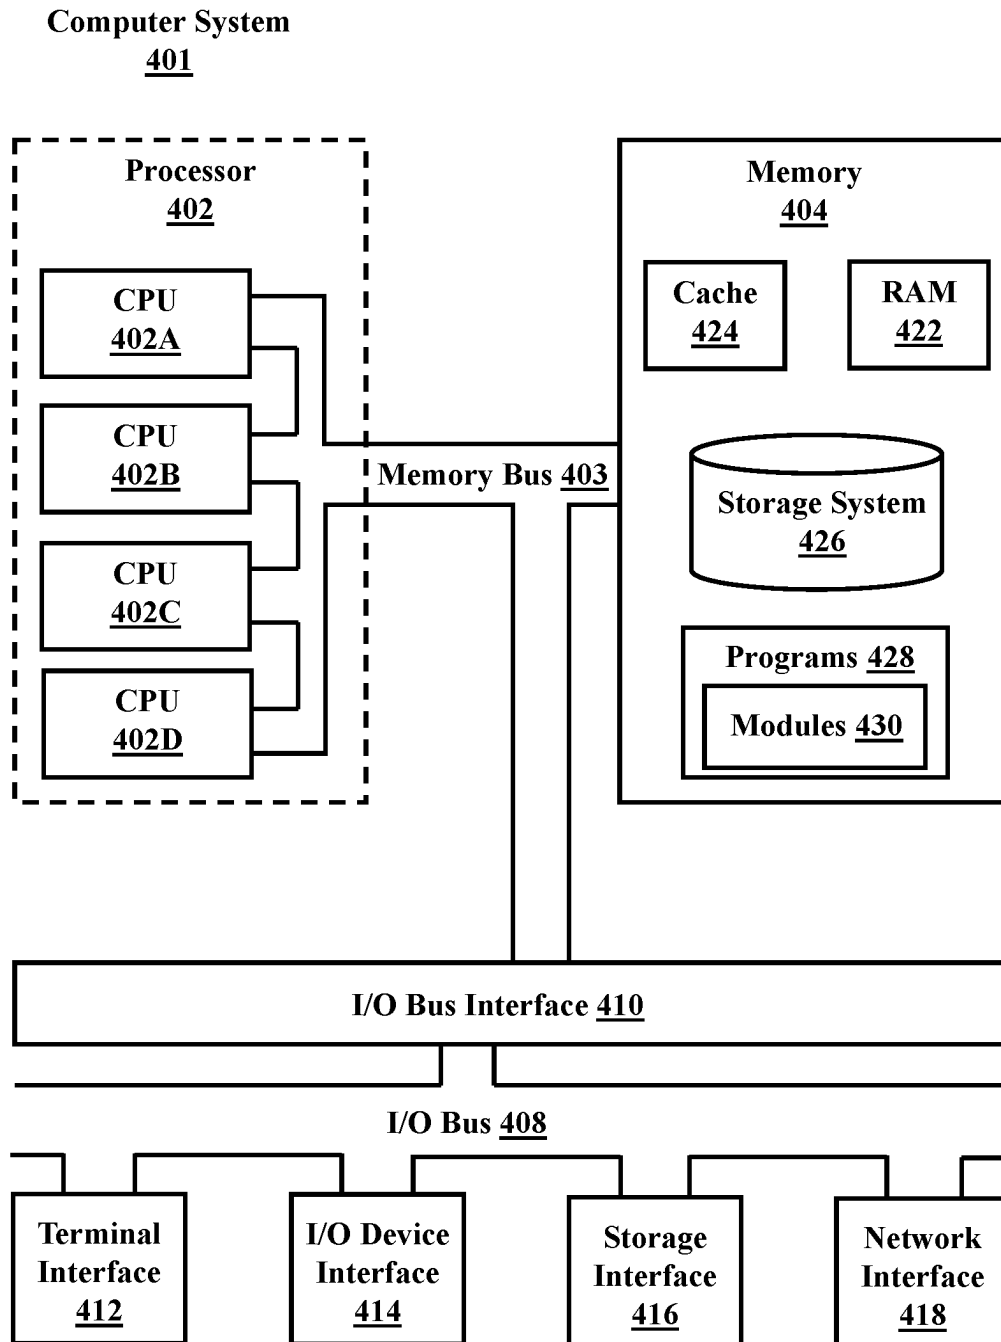 Computer System
401
Processor
402
CPU
402A
CPU
402B
CPU
402C
CPU
402D
Memory Bus 403
Memory
404
Cache
424
RAM
422
Storage System
426
Programs 428
Modules 430
I/O Bus Interface 410
I/O Bus 408
Terminal
Interface
412
I/O Device
Interface
414
Storage
Interface
416
Network
Interface
418